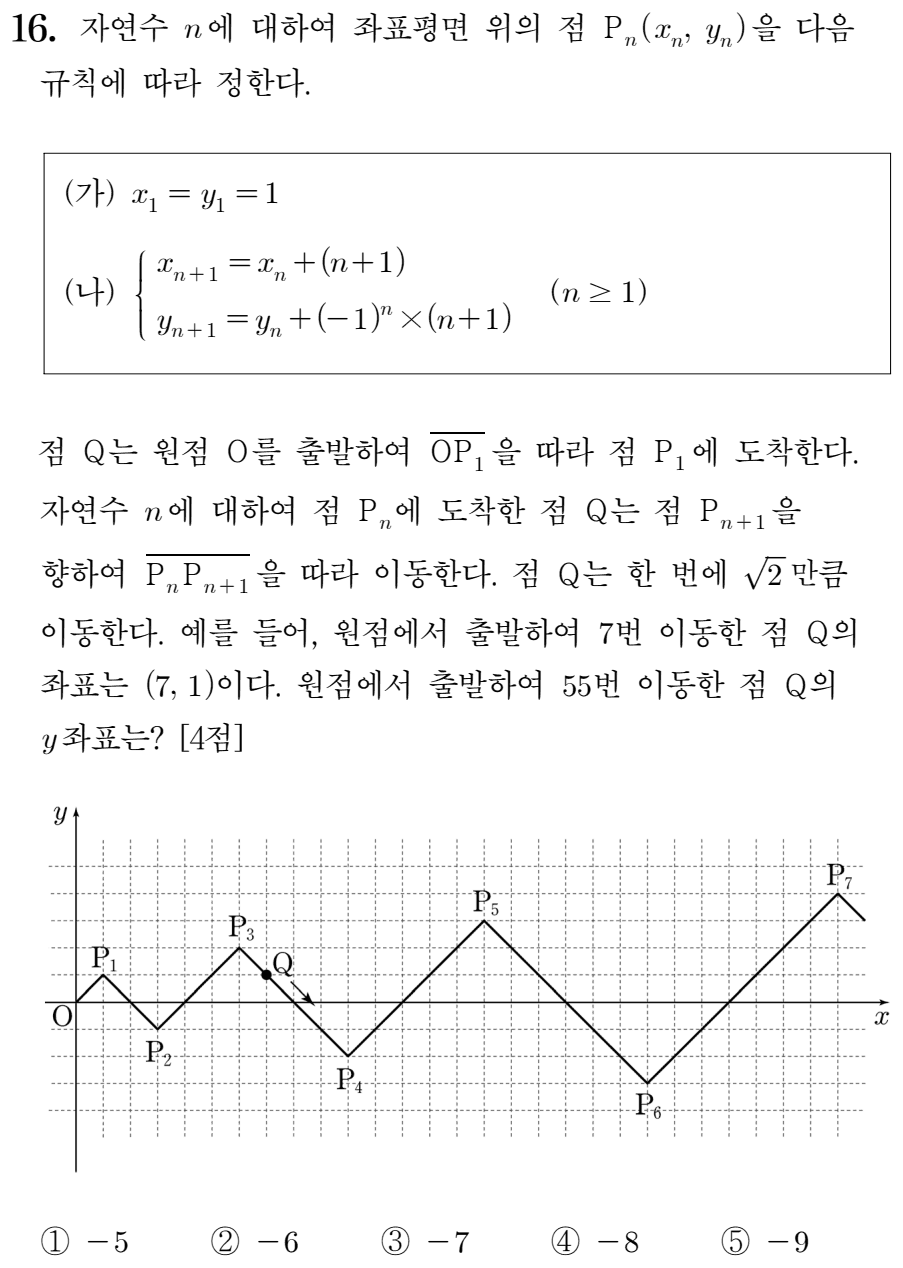 16. 자연수 n에 대하여 좌표평면 위의 점 Pₙ(xₙ, yₙ)을 다음
규칙에 따라 정한다.
(가) x₁ = y₁ = 1
(나) { xₙ₊₁ = xₙ + (n+1)
yₙ₊₁ = yₙ + (−1)ⁿ × (n+1) (n ≥ 1)
점 Q는 원점 O를 출발하여 O̅P̅₁을 따라 점 P₁에 도착한다.
자연수 n에 대하여 점 Pₙ에 도착한 점 Q는 점 Pₙ₊₁을
향하여 P̅ₙP̅ₙ₊₁을 따라 이동한다. 점 Q는 한 번에 √2만큼
이동한다. 예를 들어, 원점에서 출발하여 7번 이동한 점 Q의
좌표는 (7, 1)이다. 원점에서 출발하여 55번 이동한 점 Q의
y좌표는? [4점]
y
P₇
P₅
P₃
P₁
Q
O
x
P₂
P₄
P₆
① −5 ② −6 ③ −7 ④ −8 ⑤ −9